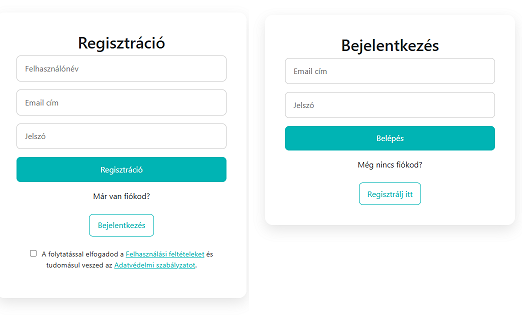 Regisztráció
Felhasználónév
Email cím
Jelszó
Regisztráció
Már van fiókod?
Bejelentkezés
A folytatással elfogadod a Felhasználási feltételeket és
tudomásul veszed az Adatvédelmi szabályzatot.
Bejelentkezés
Email cím
Jelszó
Belépés
Még nincs fiókod?
Regisztrálj itt